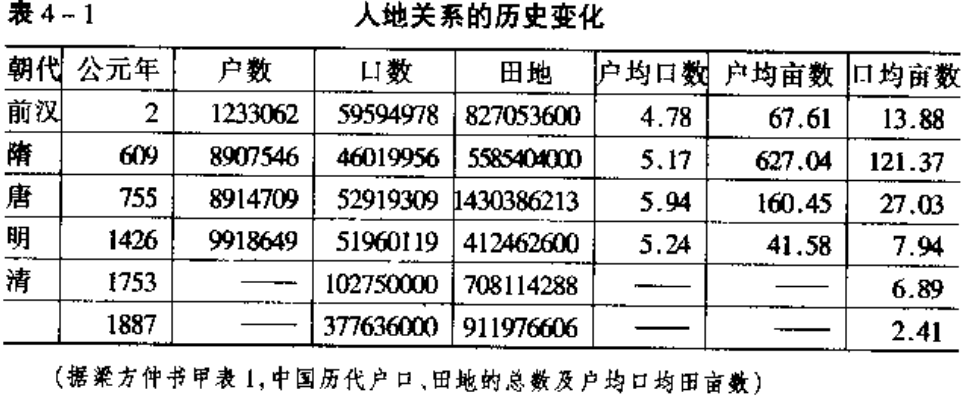 表4-1 人地关系的历史变化
朝代 公元年 户数 口数 田地 户均口数 户均亩数 口均亩数
前汉 2 1233062 59594978 827053600 4.78 67.61 13.88
隋 609 8907546 46019956 5585404000 5.17 627.04 121.37
唐 755 8914709 52919309 1430386213 5.94 160.45 27.03
明 1426 9918649 51960119 412462600 5.24 41.58 7.94
清 1753 —— 102750000 708114288 —— —— 6.89
1887 —— 377636000 911976606 —— —— 2.41
(据梁方仲书甲表1,中国历代户口、田地的总数及户均口均田亩数)